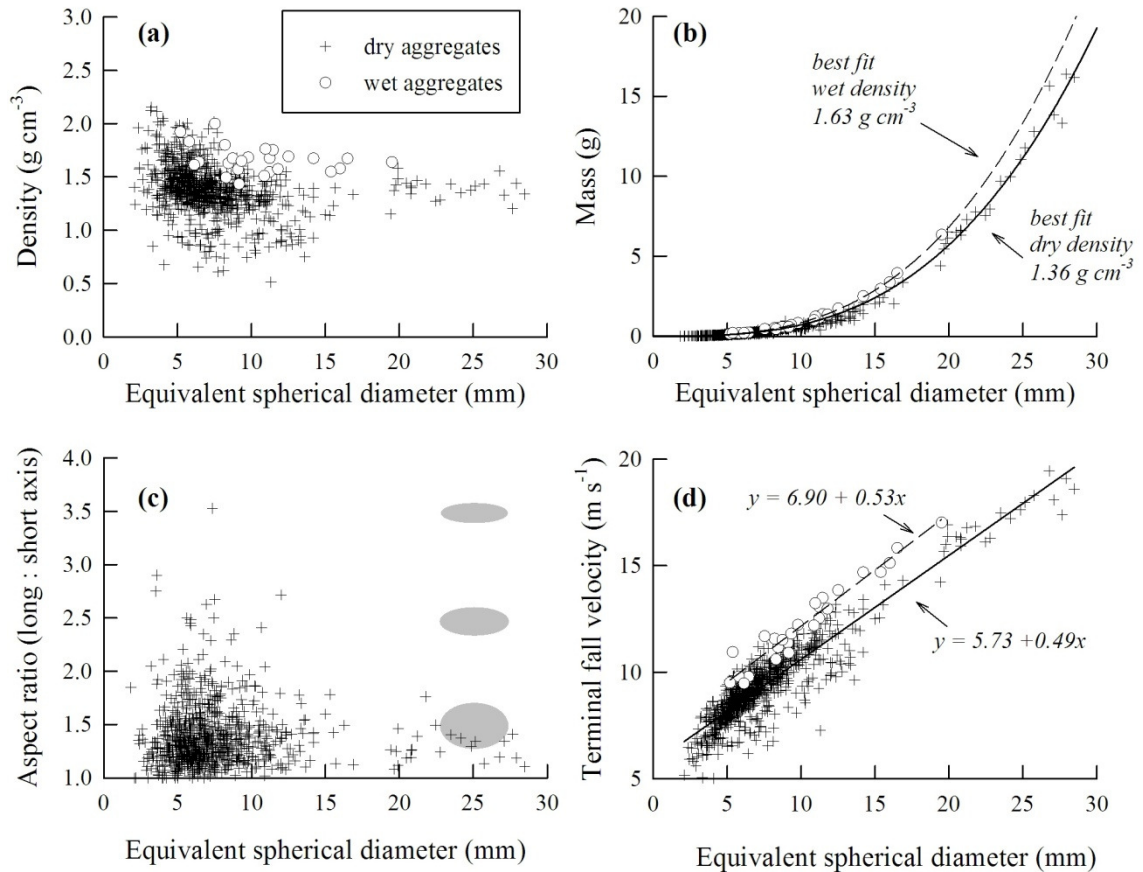 (a)
dry aggregates
wet aggregates
3.0
2.5
2.0
1.5
1.0
0.5
0.0
Density (g cm⁻³)
0 5 10 15 20 25 30
Equivalent spherical diameter (mm)
(b)
best fit
wet density
1.63 g cm⁻³
best fit
dry density
1.36 g cm⁻³
20
15
10
5
0
Mass (g)
0 5 10 15 20 25 30
Equivalent spherical diameter (mm)
(c)
4.0
3.5
3.0
2.5
2.0
1.5
1.0
Aspect ratio (long : short axis)
0 5 10 15 20 25 30
Equivalent spherical diameter (mm)
(d)
y = 6.90 + 0.53x
y = 5.73 +0.49x
20
15
10
5
Terminal fall velocity (m s⁻¹)
0 5 10 15 20 25 30
Equivalent spherical diameter (mm)